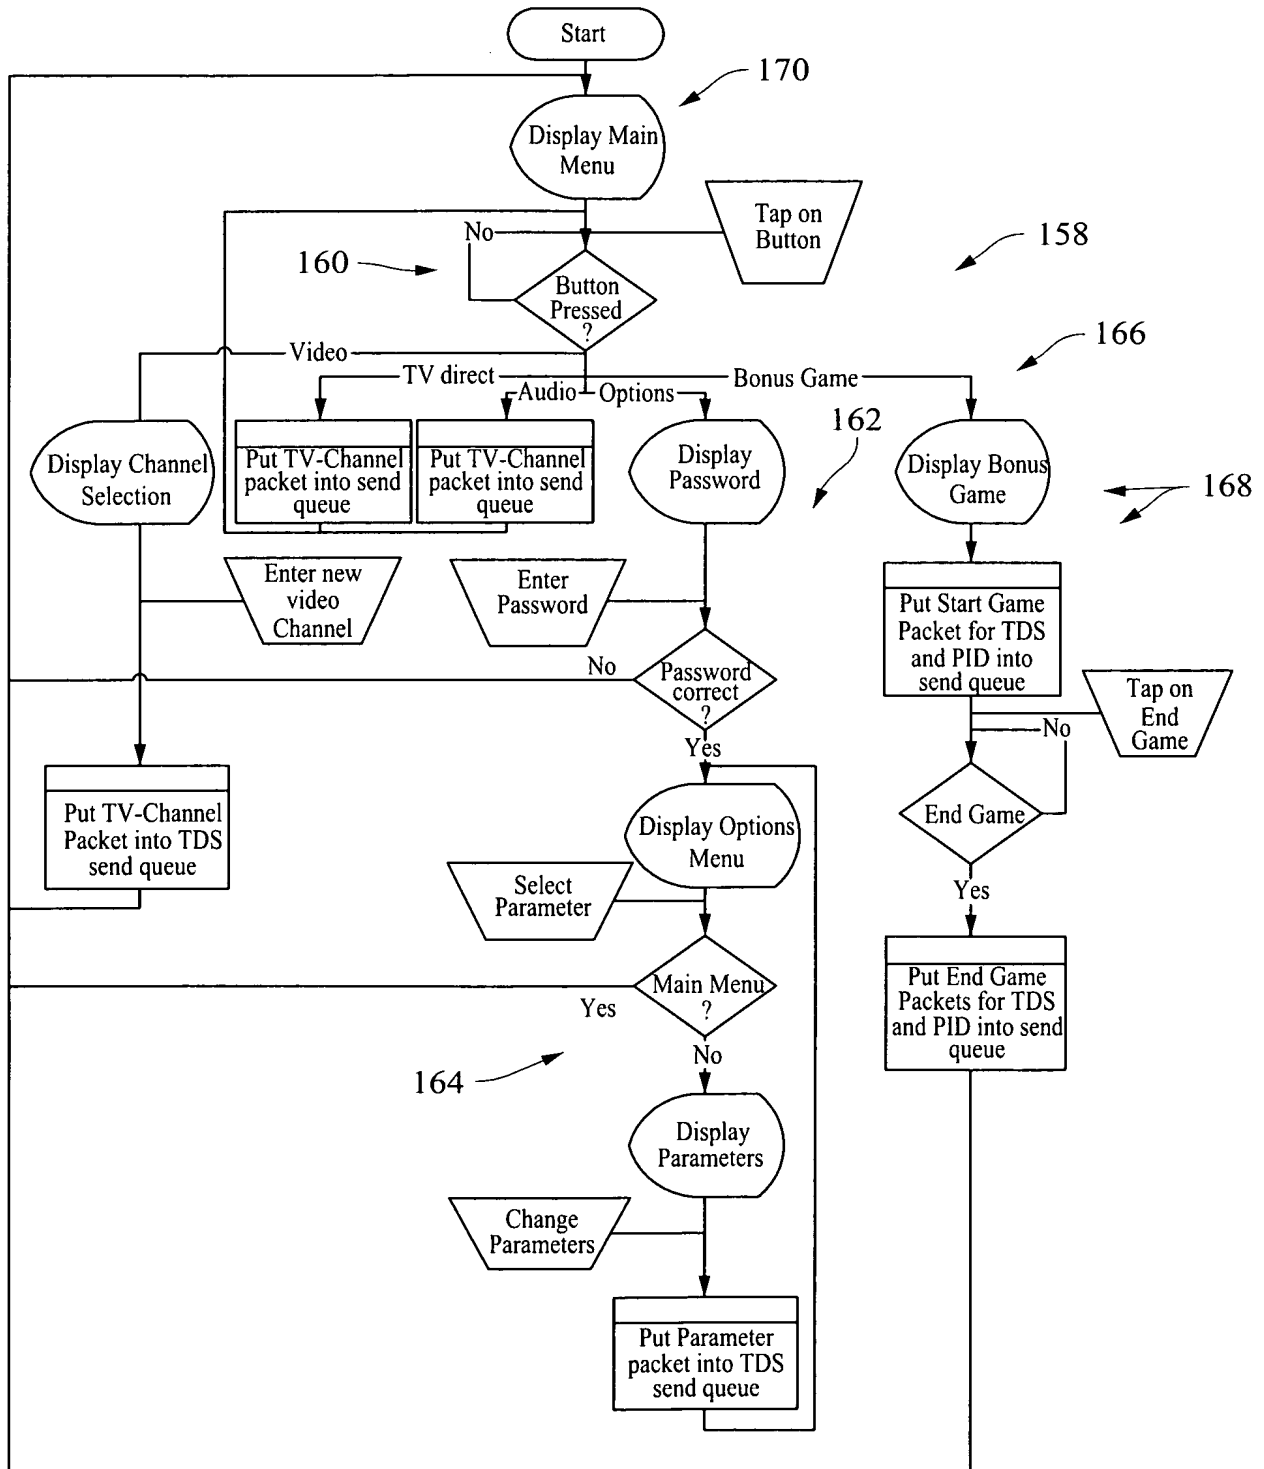 Start
170
Display Main
Menu
Tap on
Button
No
158
160
Button
Pressed
?
166
Video
TV direct
Bonus Game
Audio
Options
162
Display Channel
Selection
Put TV-Channel
packet into send
queue
Put TV-Channel
packet into send
queue
Display
Password
Display Bonus
Game
168
Enter new
video
Channel
Enter
Password
Put Start Game
Packet for TDS
and PID into
send queue
No
Password
correct
?
Tap on
End
Game
No
Yes
Put TV-Channel
Packet into TDS
send queue
Display Options
Menu
End Game
Select
Parameter
Yes
Main Menu
?
Yes
Put End Game
Packets for TDS
and PID into send
queue
No
164
Display
Parameters
Change
Parameters
Put Parameter
packet into TDS
send queue